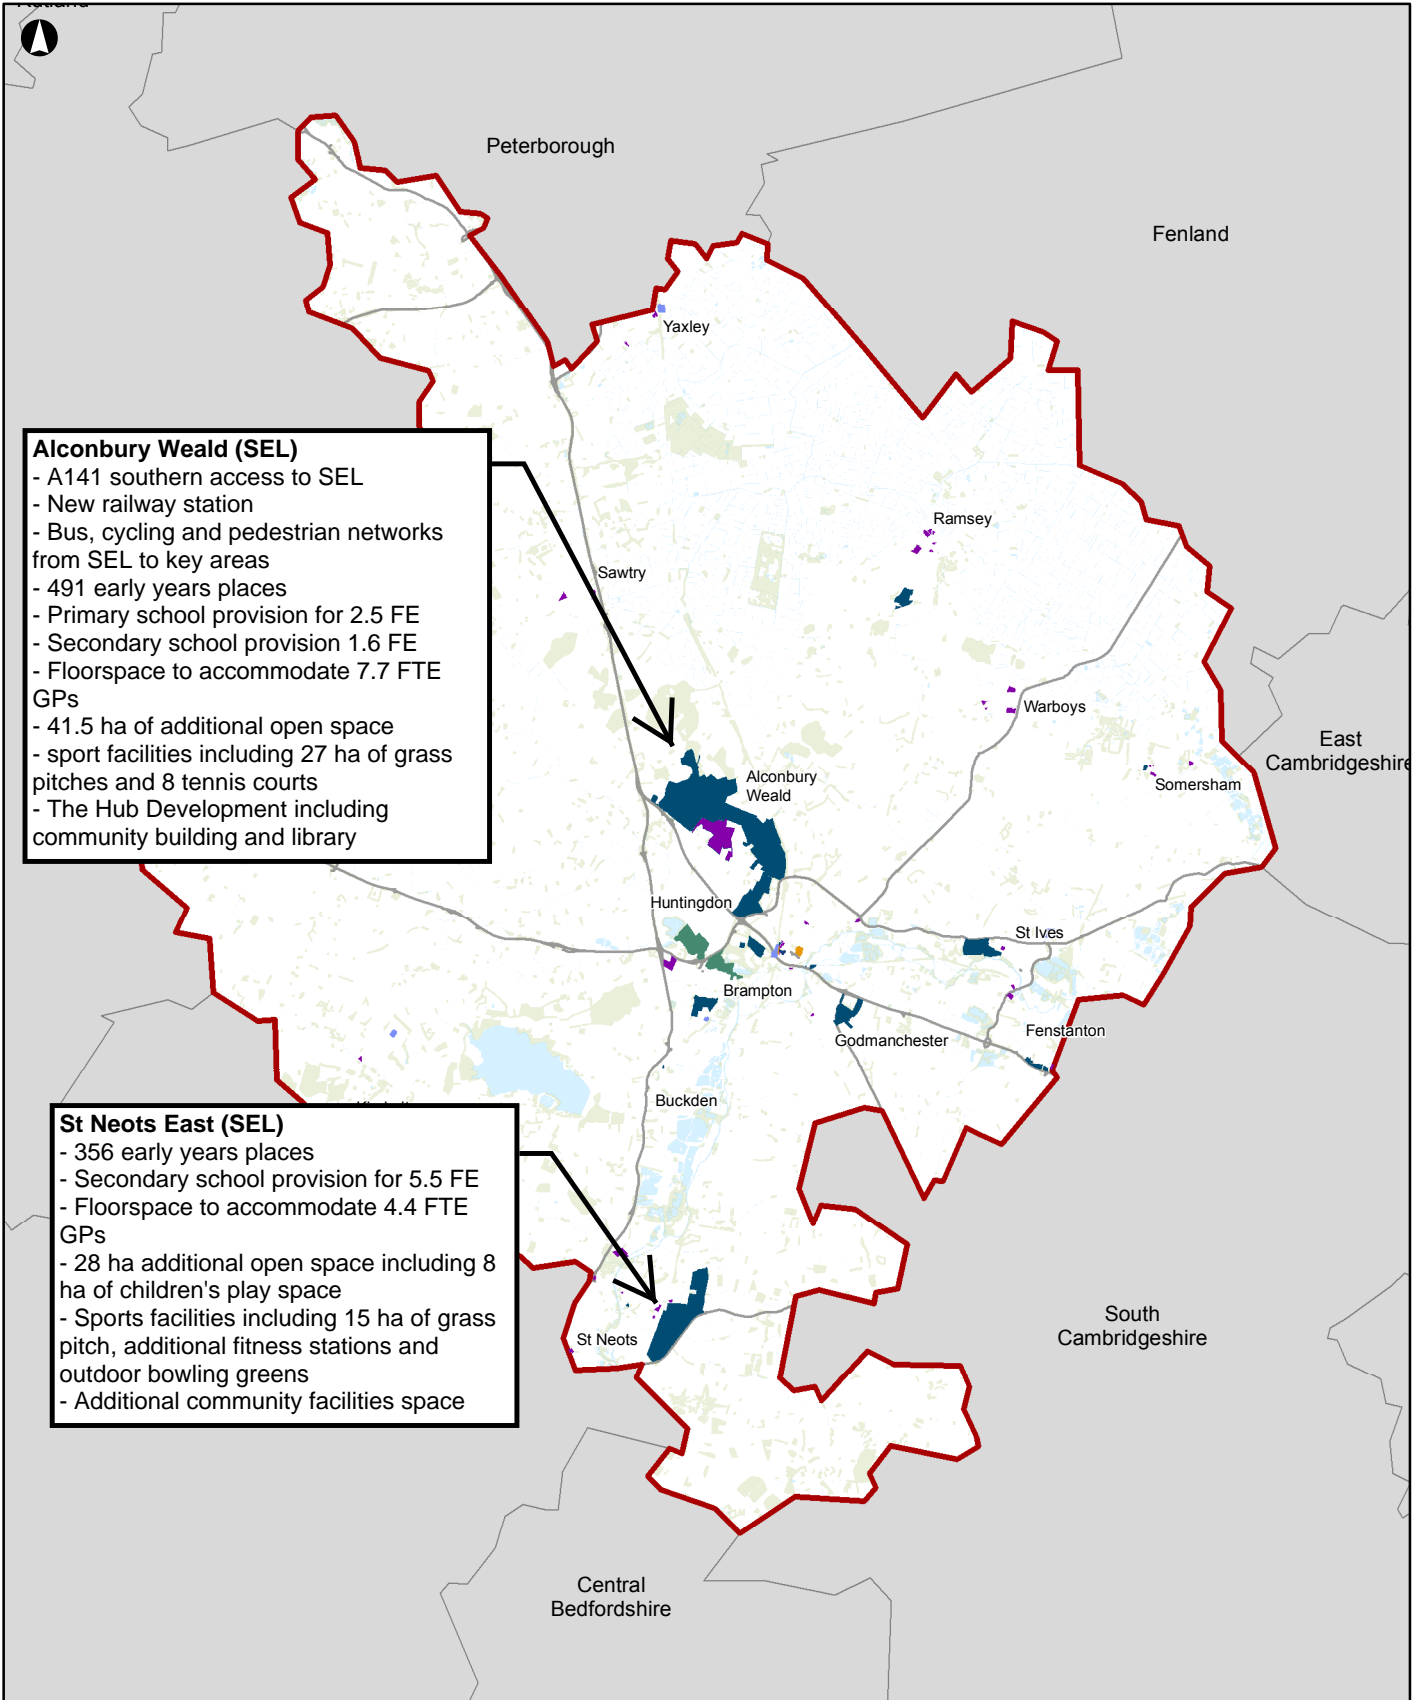 Peterborough
Fenland
Yaxley
Alconbury Weald (SEL)
- A141 southern access to SEL
- New railway station
- Bus, cycling and pedestrian networks
from SEL to key areas
- 491 early years places
- Primary school provision for 2.5 FE
- Secondary school provision 1.6 FE
- Floorspace to accommodate 7.7 FTE
GPs
- 41.5 ha of additional open space
- sport facilities including 27 ha of grass
pitches and 8 tennis courts
- The Hub Development including
community building and library
Ramsey
Sawtry
Warboys
East
Cambridgeshire
Somersham
Alconbury
Weald
Huntingdon
St Ives
Brampton
Godmanchester
Fenstanton
Buckden
St Neots East (SEL)
- 356 early years places
- Secondary school provision for 5.5 FE
- Floorspace to accommodate 4.4 FTE
GPs
- 28 ha additional open space including 8
ha of children's play space
- Sports facilities including 15 ha of grass
pitch, additional fitness stations and
outdoor bowling greens
- Additional community facilities space
St Neots
South
Cambridgeshire
Central
Bedfordshire